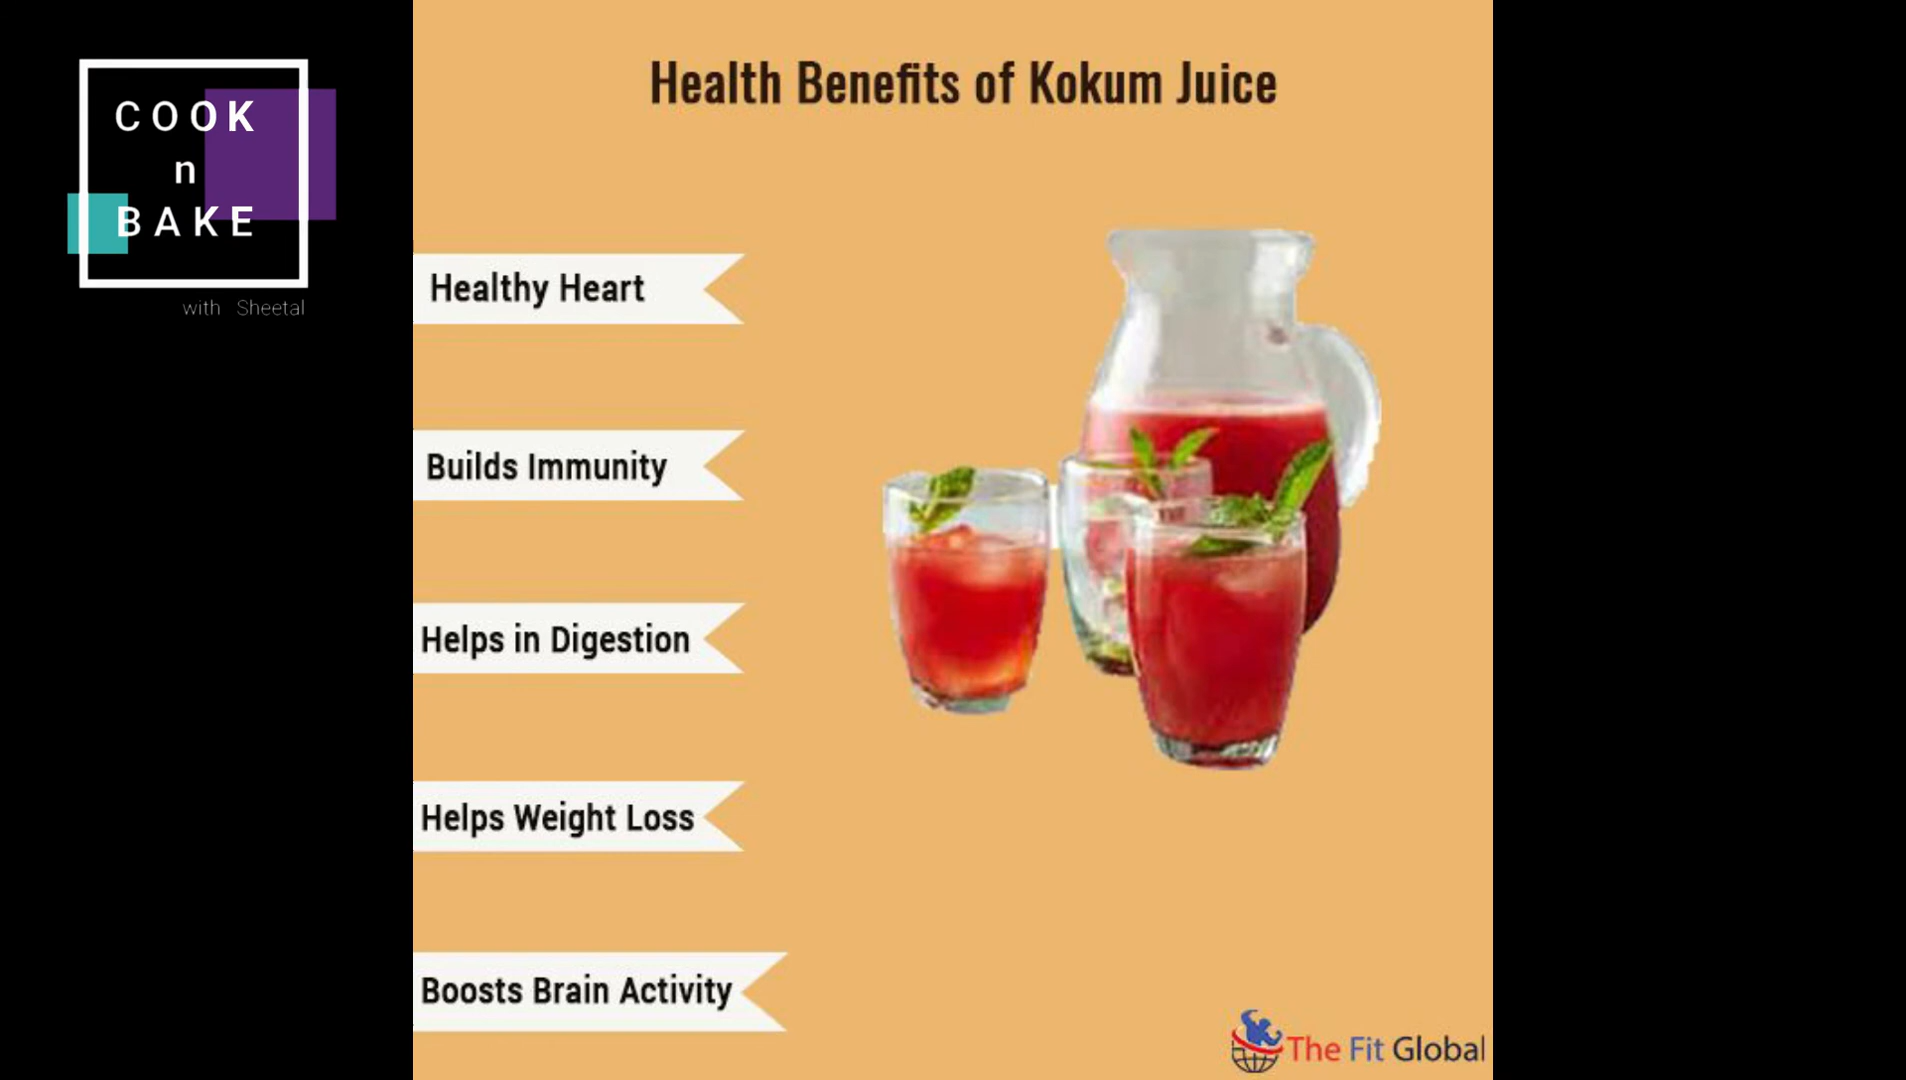 COOK
n
BAKE
with Sheetal
Health Benefits of Kokum Juice
Healthy Heart
Builds Immunity
Helps in Digestion
Helps Weight Loss
Boosts Brain Activity
The Fit Global